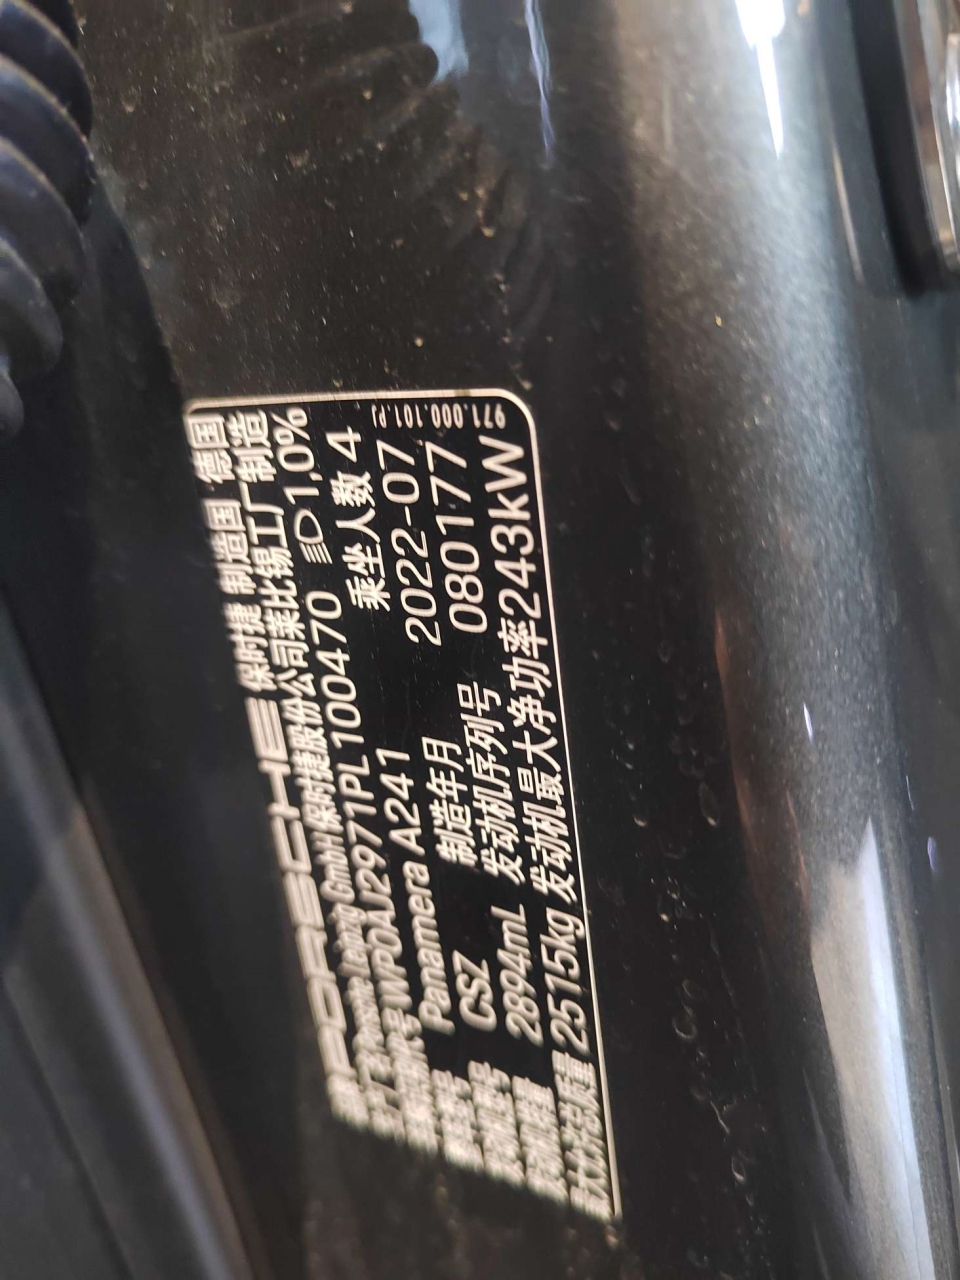 PORSCHE 保时捷 制造国 德国
Porsche Leipzig GmbH 保时捷股份公司莱比锡工厂制造
WP0AJ2971PL100470 1,0%
Panamera A241 乘坐人数 4
CSZ 制造年月 2022-07
2894mL 发动机序列号 080177
2515kg 发动机最大净功率243kW
971.000.101.PJ